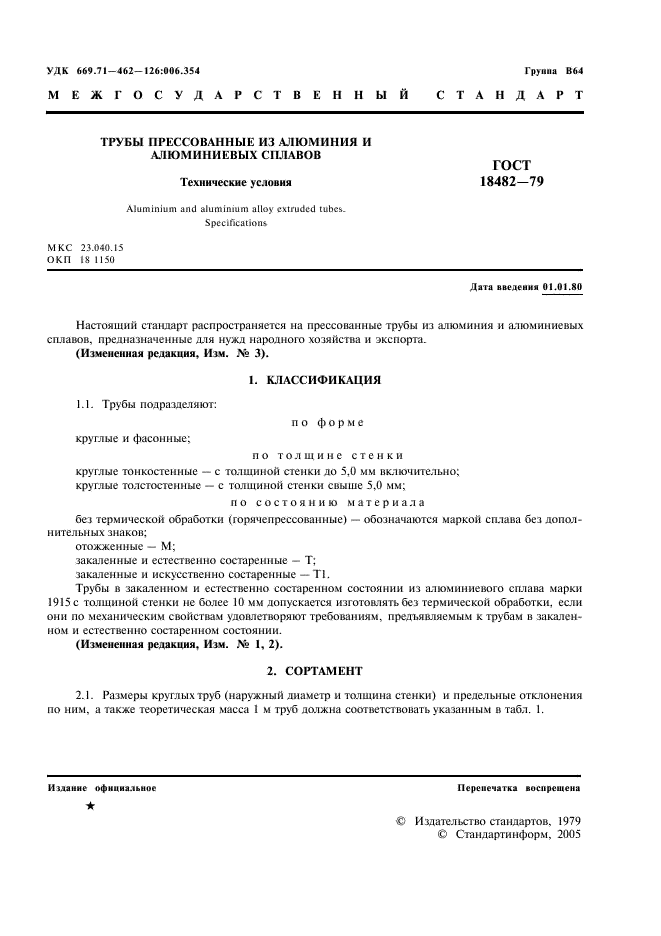 УДК 669.71—462—126:006.354 Группа В64
МЕЖГОСУДАРСТВЕННЫЙ СТАНДАРТ
ТРУБЫ ПРЕССОВАННЫЕ ИЗ АЛЮМИНИЯ И
АЛЮМИНИЕВЫХ СПЛАВОВ
Технические условия
Aluminium and aluminium alloy extruded tubes.
Specifications
ГОСТ
18482—79
МКС 23.040.15
ОКП 18 1150
Дата введения 01.01.80
Настоящий стандарт распространяется на прессованные трубы из алюминия и алюминиевых
сплавов, предназначенные для нужд народного хозяйства и экспорта.
(Измененная редакция, Изм. № 3).
1. КЛАССИФИКАЦИЯ
1.1. Трубы подразделяют:
по форме
круглые и фасонные;
по толщине стенки
круглые тонкостенные — с толщиной стенки до 5,0 мм включительно;
круглые толстостенные — с толщиной стенки свыше 5,0 мм;
по состоянию материала
без термической обработки (горячепрессованные) — обозначаются маркой сплава без допол-
нительных знаков;
отожженные — М;
закаленные и естественно состаренные — Т;
закаленные и искусственно состаренные — Т1.
Трубы в закаленном и естественно состаренном состоянии из алюминиевого сплава марки
1915 с толщиной стенки не более 10 мм допускается изготовлять без термической обработки, если
они по механическим свойствам удовлетворяют требованиям, предъявляемым к трубам в закален-
ном и естественно состаренном состоянии.
(Измененная редакция, Изм. № 1, 2).
2. СОРТАМЕНТ
2.1. Размеры круглых труб (наружный диаметр и толщина стенки) и предельные отклонения
по ним, а также теоретическая масса 1 м труб должна соответствовать указанным в табл. 1.
Издание официальное Перепечатка воспрещена
★
© Издательство стандартов, 1979
© Стандартинформ, 2005